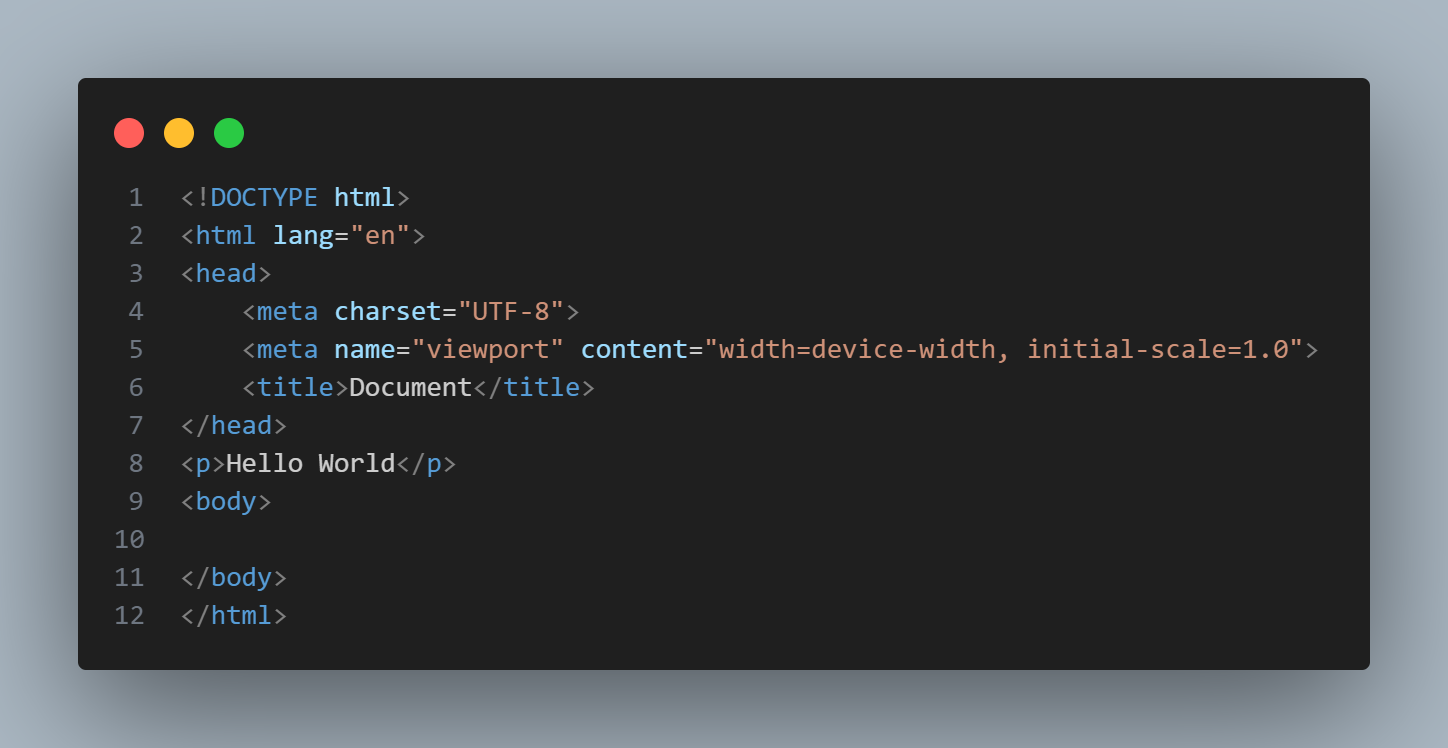 1 <!DOCTYPE html>
2 <html lang="en">
3 <head>
4     <meta charset="UTF-8">
5     <meta name="viewport" content="width=device-width, initial-scale=1.0">
6     <title>Document</title>
7 </head>
8 <p>Hello World</p>
9 <body>
10
11 </body>
12 </html>